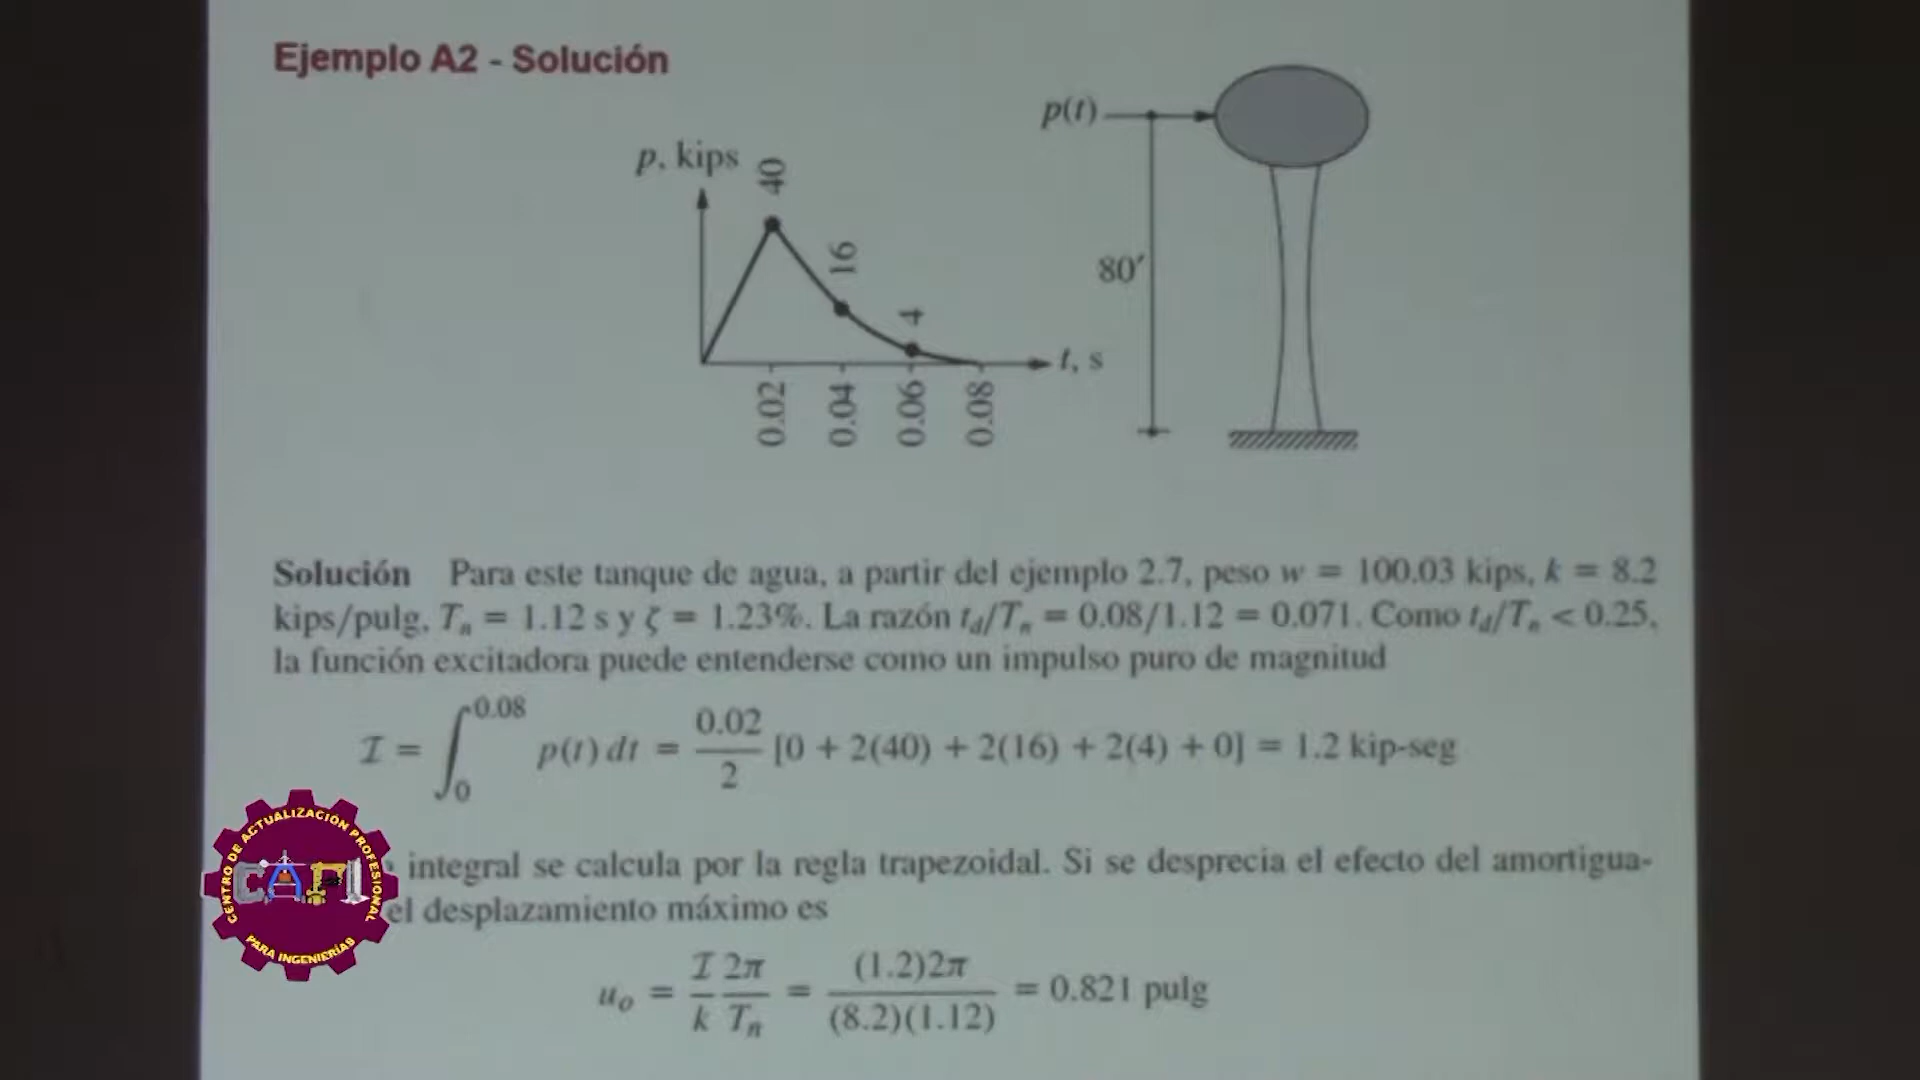 Ejemplo A2 - Solución
p(t)
p, kips
40
16
4
80′
t, s
0.02
0.04
0.06
0.08
Solución Para este tanque de agua, a partir del ejemplo 2.7, peso w = 100.03 kips, k = 8.2
kips/pulg, Tn = 1.12 s y ζ = 1.23%. La razón td/Tn = 0.08/1.12 = 0.071. Como td/Tn < 0.25,
la función excitadora puede entenderse como un impulso puro de magnitud
I = ∫₀^0.08 p(t) dt = 0.02/2 [0 + 2(40) + 2(16) + 2(4) + 0] = 1.2 kip-seg
integral se calcula por la regla trapezoidal. Si se desprecia el efecto del amortigua-
el desplazamiento máximo es
uo = I/k 2π/Tn = (1.2)2π/(8.2)(1.12) = 0.821 pulg
CENTRO DE ACTUALIZACIÓN PROFESIONAL
CAPI
PARA INGENIERÍAS